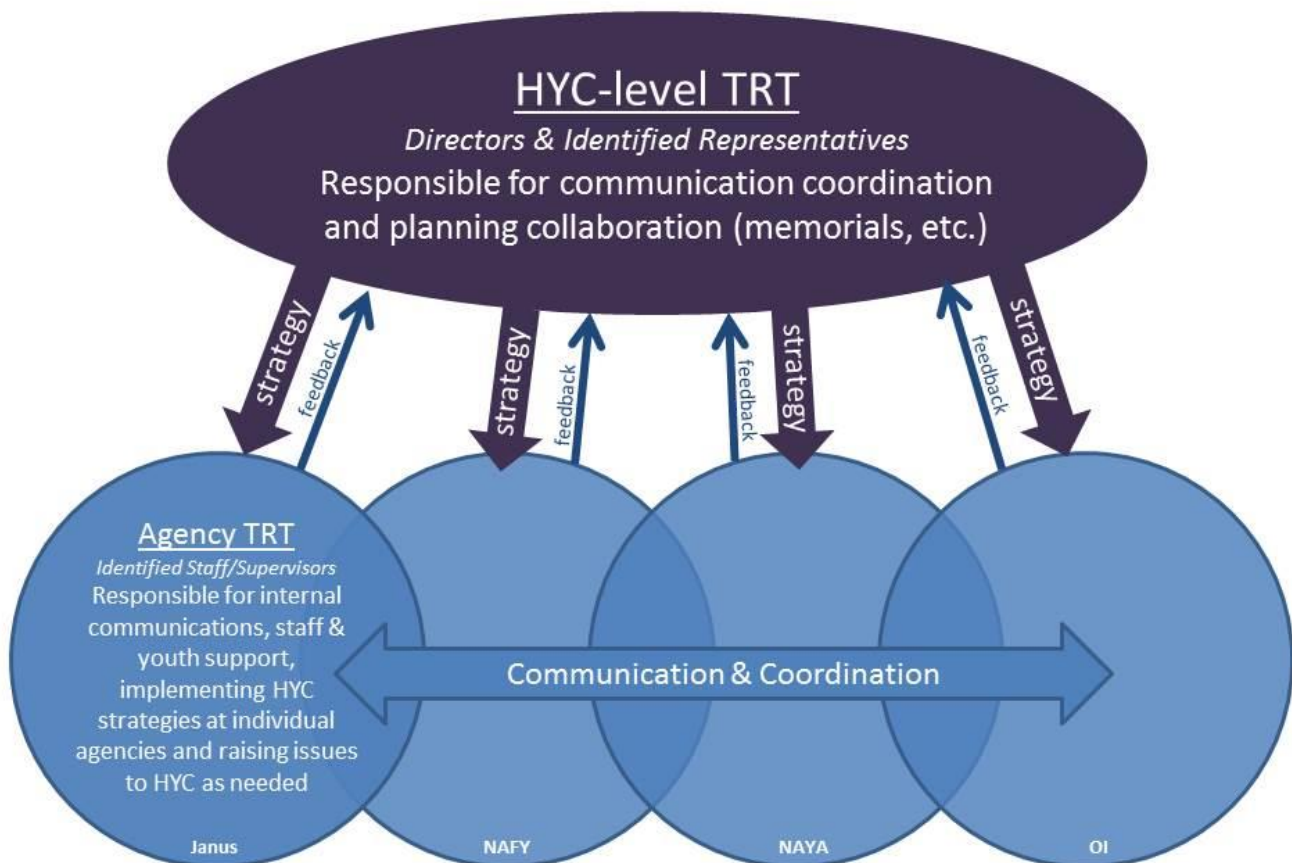 HYC-level TRT
Directors & Identified Representatives
Responsible for communication coordination
and planning collaboration (memorials, etc.)
strategy
feedback
strategy
feedback
feedback
strategy
feedback
strategy
Agency TRT
Identified Staff/Supervisors
Responsible for internal
communications, staff &
youth support,
implementing HYC
strategies at individual
agencies and raising issues
to HYC as needed
Communication & Coordination
Janus
NAFY
NAYA
OI